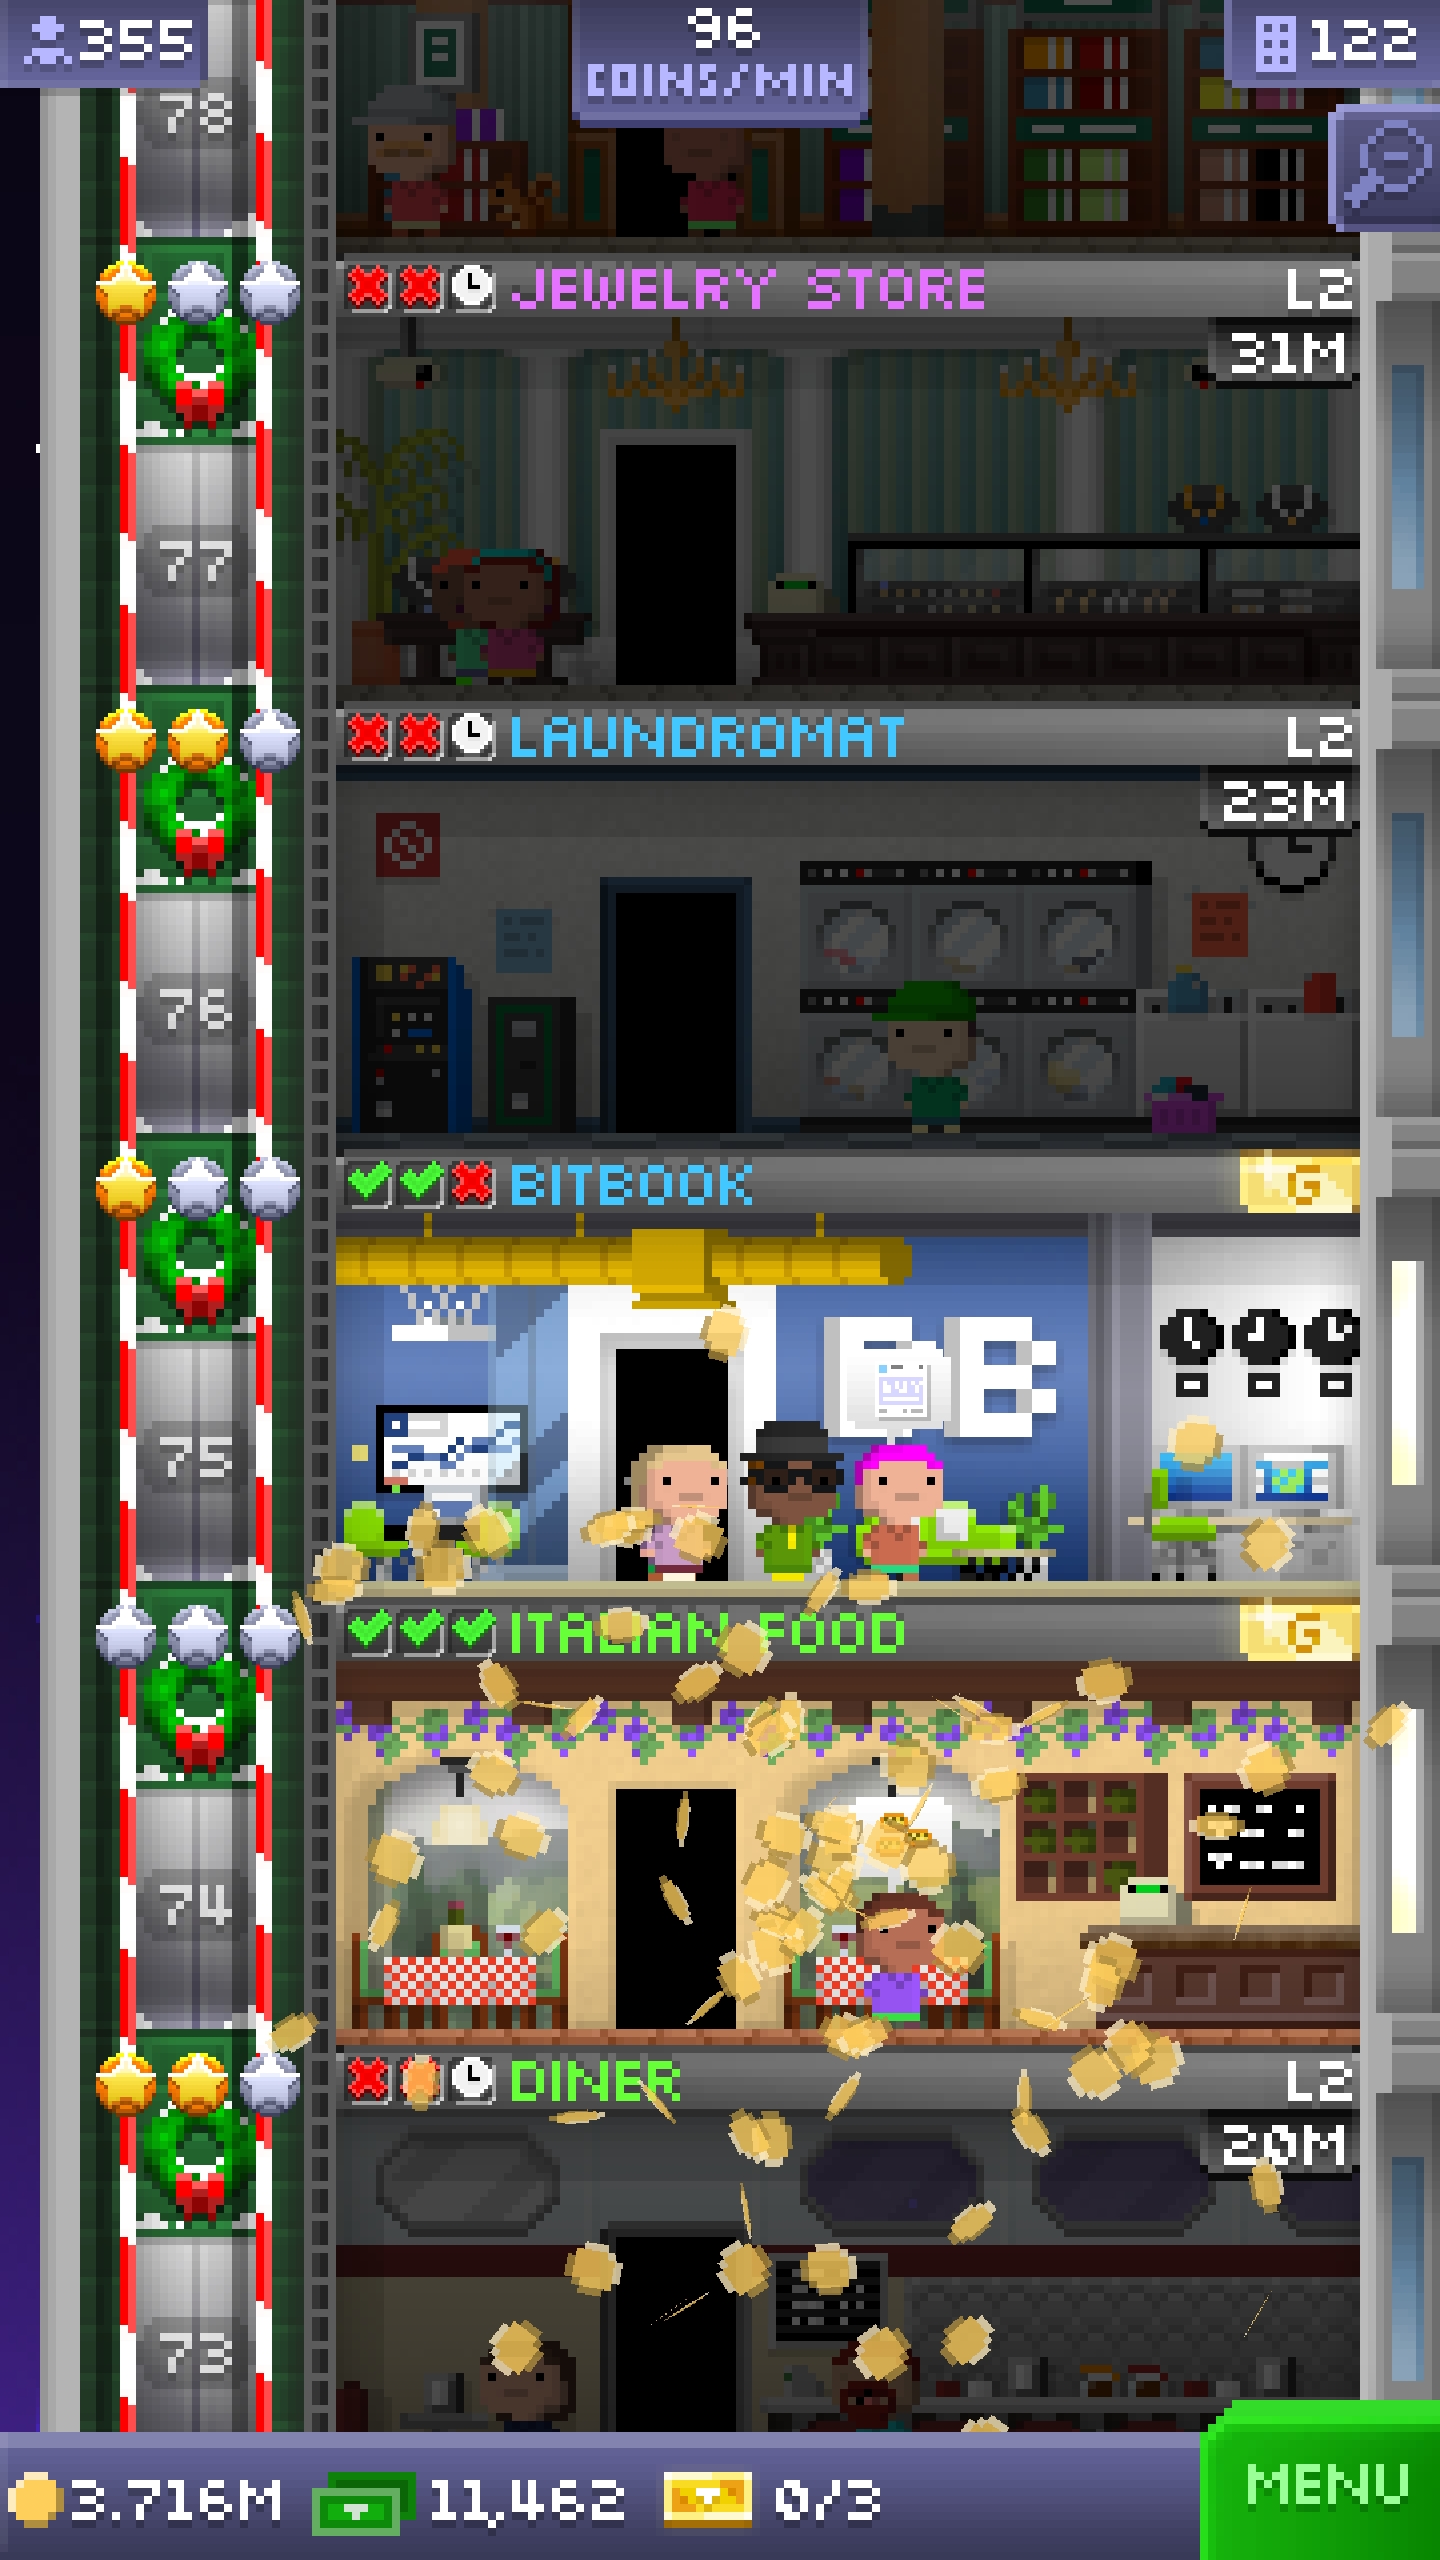 355
96
COINS/MIN
122
78
JEWELRY STORE L2
31M
77
LAUNDROMAT L2
23M
76
BITBOOK G
BUY
75
ITALIAN FOOD G
74
DINER L2
20M
73
3.716M 11,462 0/3 MENU